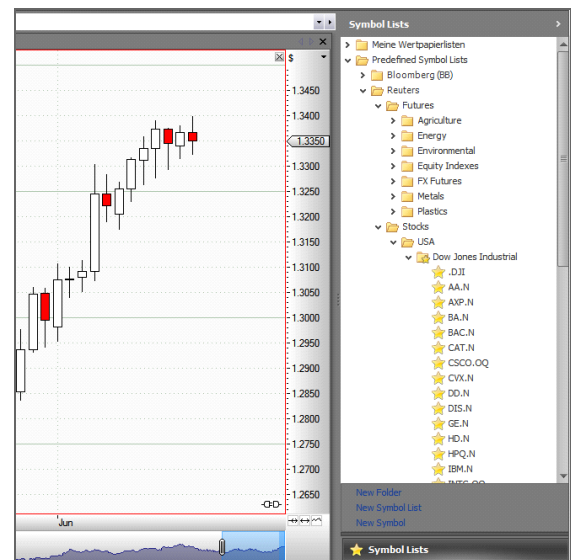 Symbol Lists
$
1.3450
1.3400
1.3350
1.3300
1.3250
1.3200
1.3150
1.3100
1.3050
1.3000
1.2950
1.2900
1.2850
1.2800
1.2750
1.2700
1.2650
Jun
Meine Wertpapierlisten
Predefined Symbol Lists
Bloomberg (BB)
Reuters
Futures
Agriculture
Energy
Environmental
Equity Indexes
FX Futures
Metals
Plastics
Stocks
USA
Dow Jones Industrial
.DJI
AA.N
AXP.N
BA.N
BAC.N
CAT.N
CSCO.OQ
CVX.N
DD.N
DIS.N
GE.N
HD.N
HPQ.N
IBM.N
INTC.OQ
New Folder
New Symbol List
New Symbol
Symbol Lists